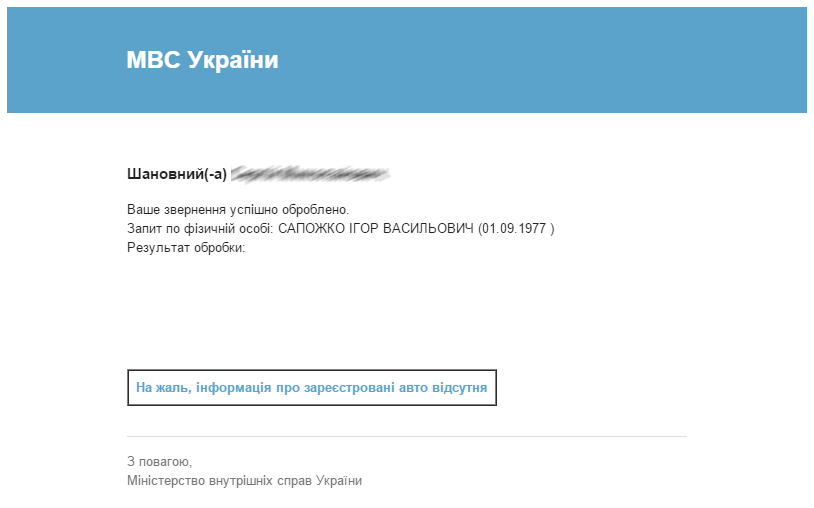 МВС України
Шановний(-а)
Ваше звернення успішно оброблено.
Запит по фізичній особі: САПОЖКО ІГОР ВАСИЛЬОВИЧ (01.09.1977 )
Результат обробки:
На жаль, інформація про зареєстровані авто відсутня
З повагою,
Міністерство внутрішніх справ України